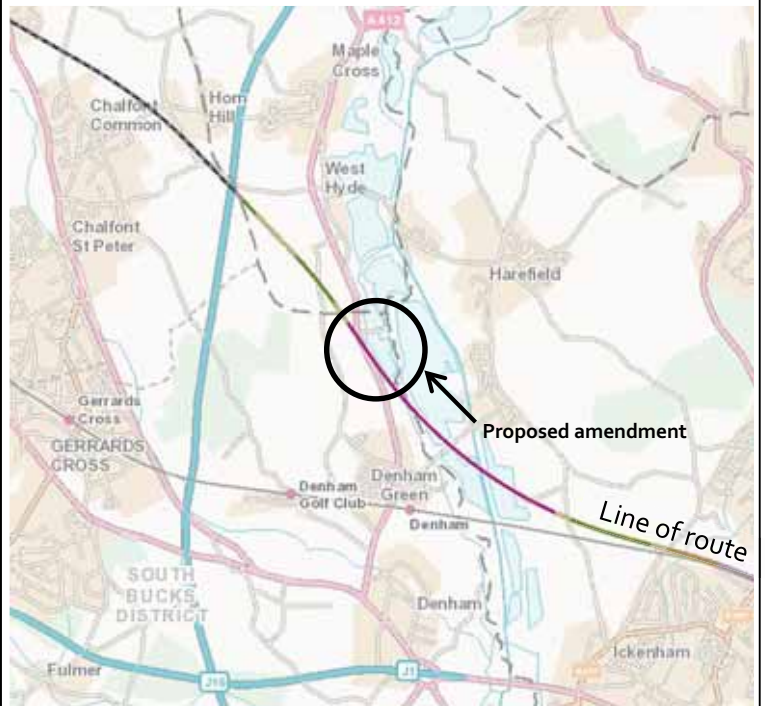 A412
Maple
Cross
Chalfont
Common
Horn
Hill
West
Hyde
Chalfont
St Peter
Harefield
Gerrards
Cross
GERRARDS
CROSS
Proposed amendment
Denham
Golf Club
Denham
Green
Denham
Line of route
SOUTH
BUCKS
DISTRICT
Denham
Ickenham
Fulmer
J16
J1